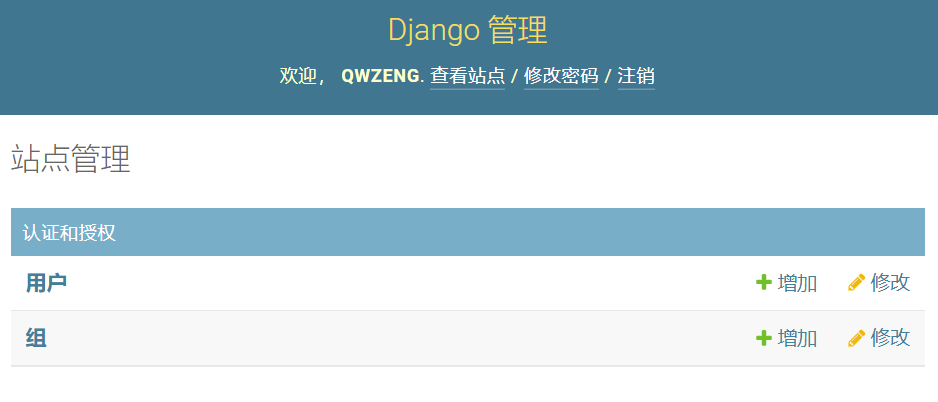 Django 管理
欢迎， QWZENG. 查看站点 / 修改密码 / 注销
站点管理
认证和授权
用户 增加 修改
组 增加 修改